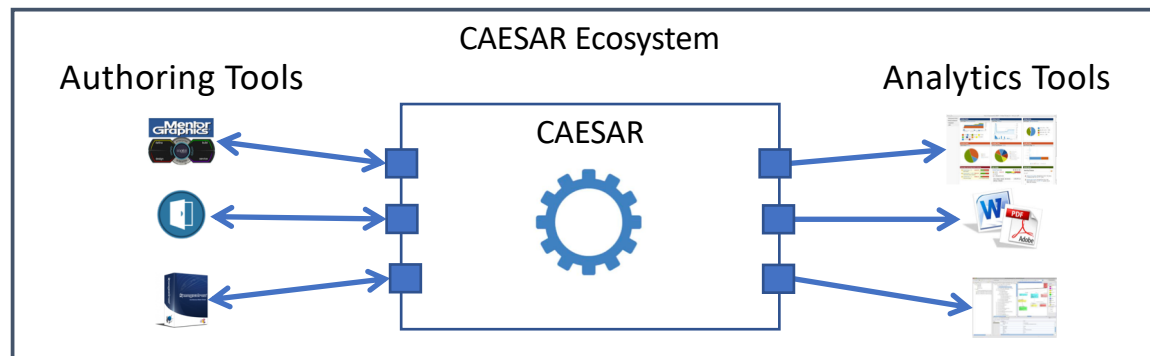 CAESAR Ecosystem
Authoring Tools
Analytics Tools
CAESAR
Mentor
Graphics
W
PDF
Adobe